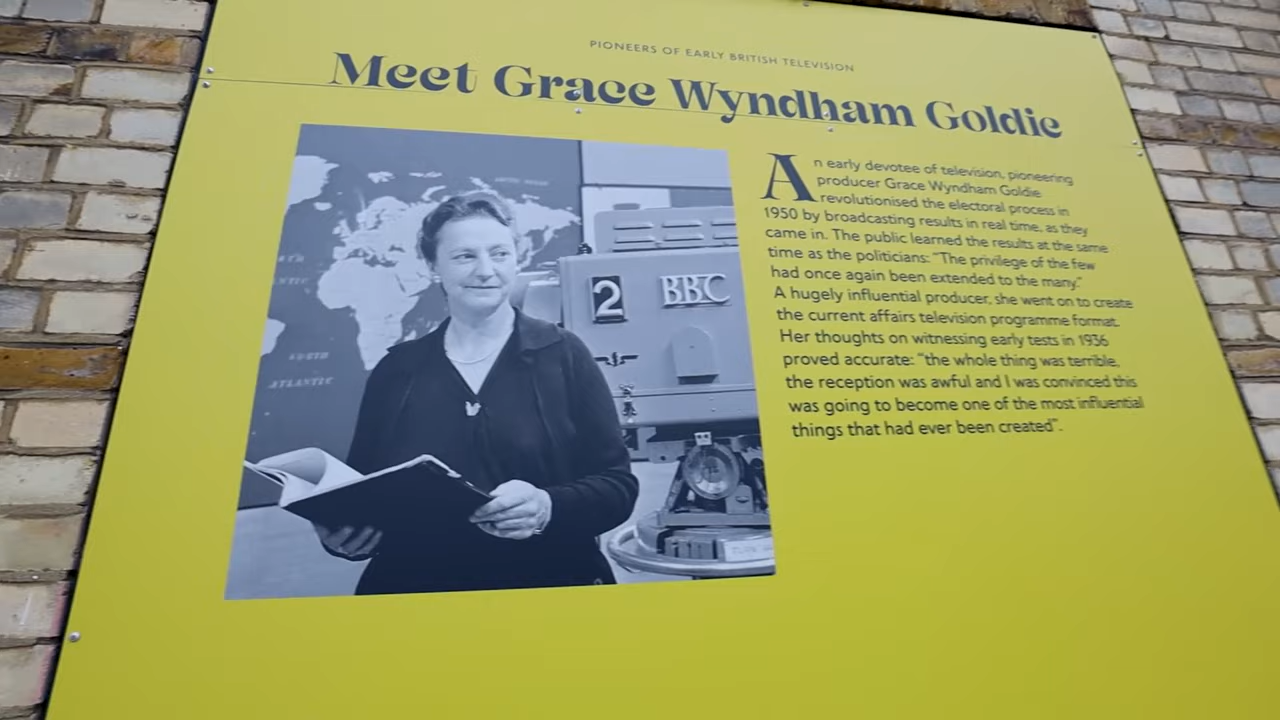 PIONEERS OF EARLY BRITISH TELEVISION
Meet Grace Wyndham Goldie
An early devotee of television, pioneering
producer Grace Wyndham Goldie
revolutionised the electoral process in
1950 by broadcasting results in real time, as they
came in. The public learned the results at the same
time as the politicians: “The privilege of the few
had once again been extended to the many.”
A hugely influential producer, she went on to create
the current affairs television programme format.
Her thoughts on witnessing early tests in 1936
proved accurate: “the whole thing was terrible,
the reception was awful and I was convinced this
was going to become one of the most influential
things that had ever been created”.
2 BBC
ATLANTIC